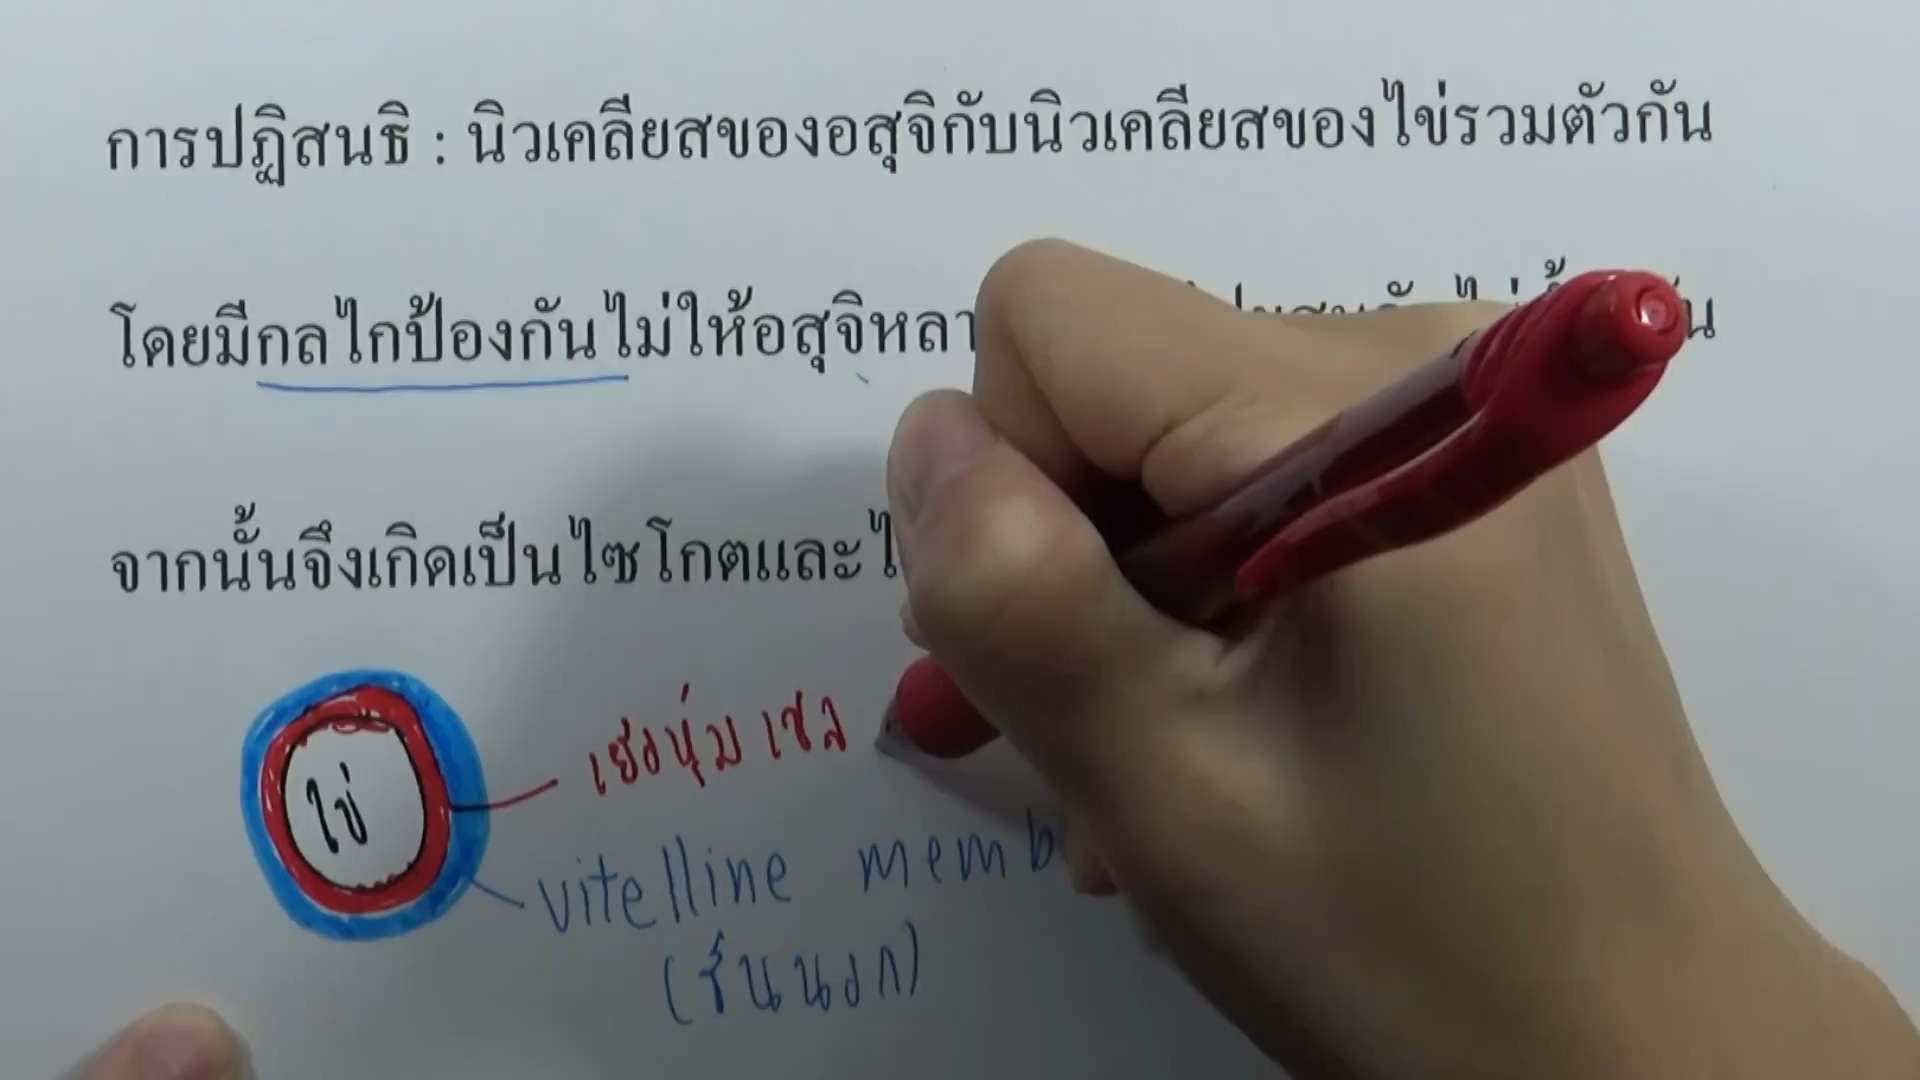 การปฏิสนธิ : นิวเคลียสของอสุจิกับนิวเคลียสของไข่รวมตัวกัน
โดยมีกลไกป้องกันไม่ให้อสุจิหลา
จากนั้นจึงเกิดเป็นไซโกตและไ
ไข่
เยื่อหุ้มเซล
vitelline memb
(ชั้นนอก)